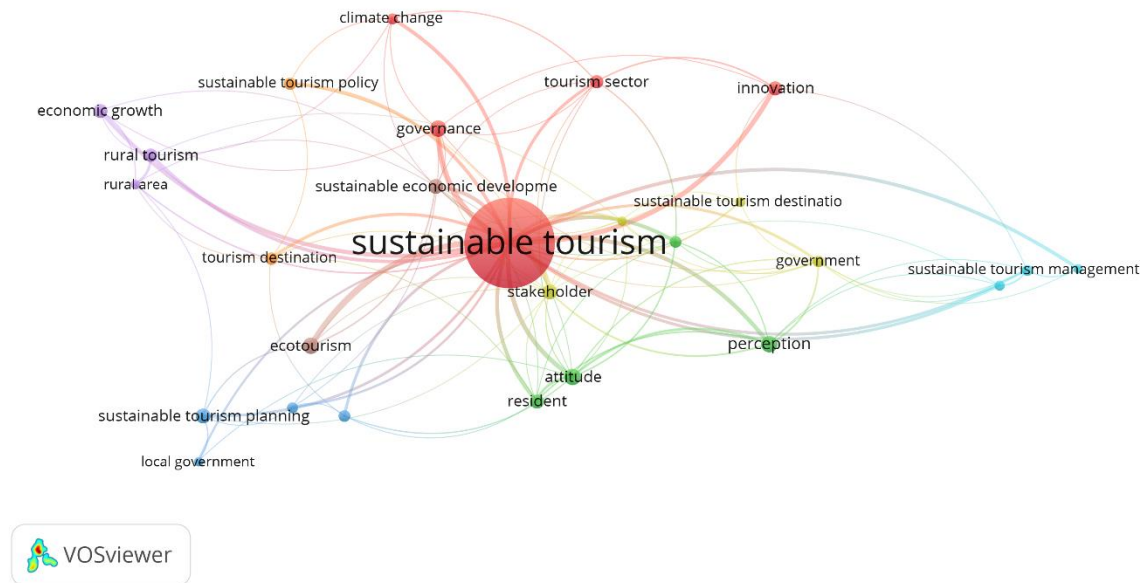 climate change
sustainable tourism policy
tourism sector
innovation
economic growth
governance
rural tourism
rural area
sustainable economic developme
sustainable tourism destinatio
sustainable tourism
tourism destination
government
sustainable tourism management
stakeholder
ecotourism
perception
attitude
resident
sustainable tourism planning
local government
VOSviewer